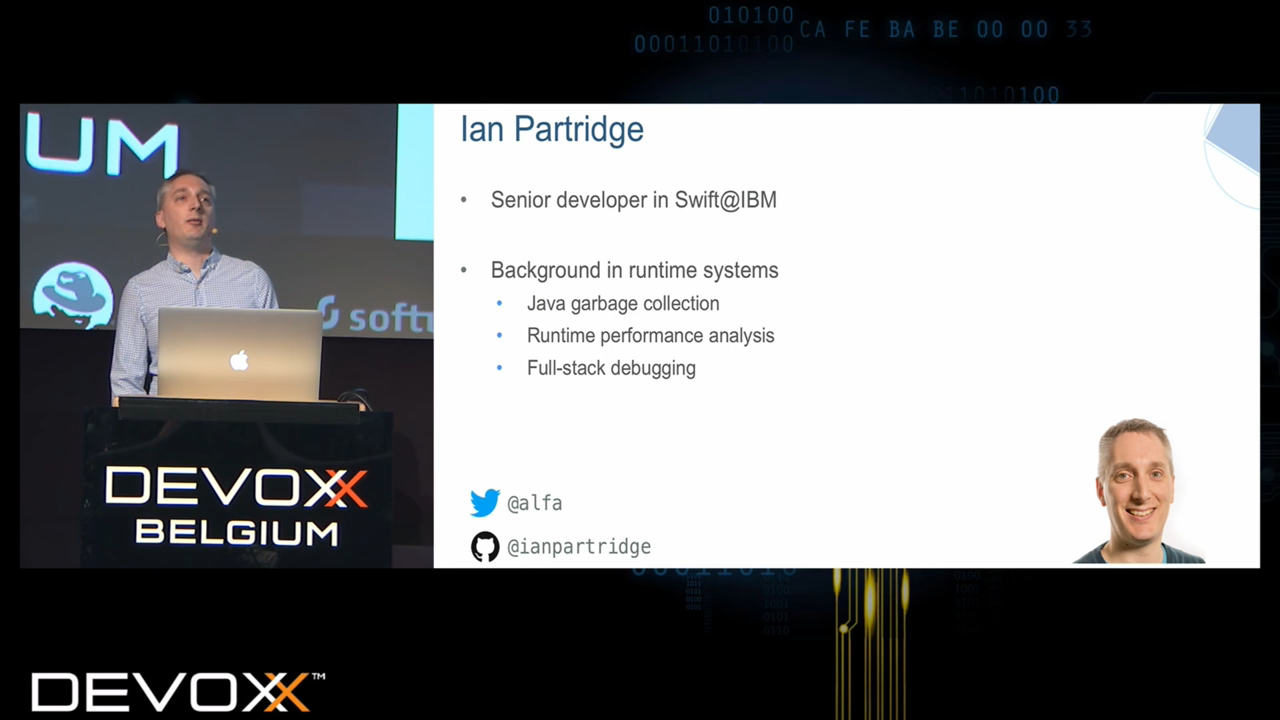 010100
00011010100
CA FE BA BE 00 00 33
11010100
UM
Ian Partridge
• Senior developer in Swift@IBM
• Background in runtime systems
• Java garbage collection
• Runtime performance analysis
• Full-stack debugging
@alfa
@ianpartridge
soft
DEVOXX
BELGIUM
DEVOXX™